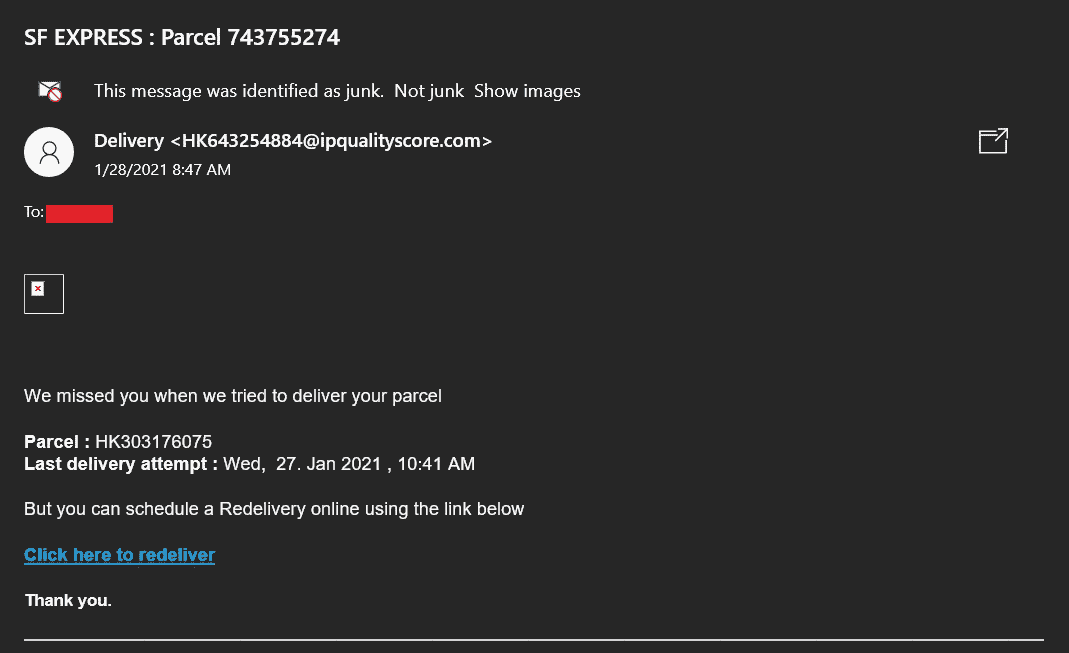 SF EXPRESS : Parcel 743755274
This message was identified as junk. Not junk Show images
Delivery <HK643254884@ipqualityscore.com>
1/28/2021 8:47 AM
To:
We missed you when we tried to deliver your parcel
Parcel : HK303176075
Last delivery attempt : Wed, 27. Jan 2021 , 10:41 AM
But you can schedule a Redelivery online using the link below
Click here to redeliver
Thank you.